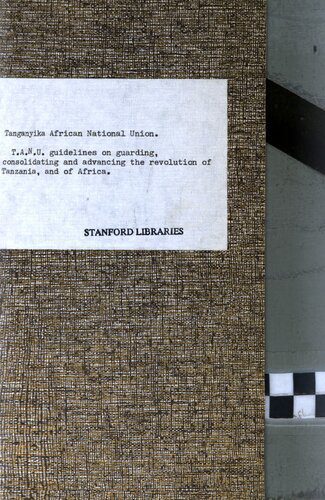 Tanganyika African National Union.
T.A.N.U. guidelines on guarding,
consolidating and advancing the revolution of
Tanzania, and of Africa.
STANFORD LIBRARIES